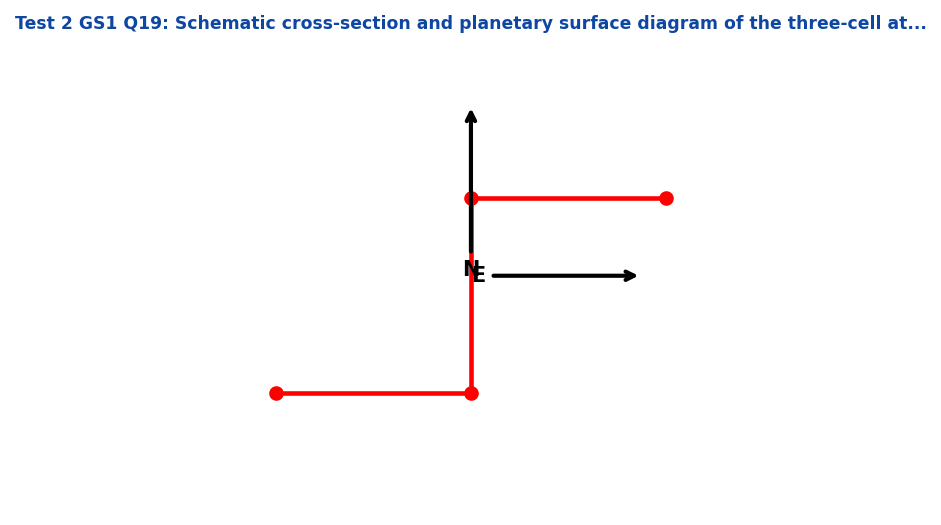 Test 2 GS1 Q19: Schematic cross-section and planetary surface diagram of the three-cell at...
N
E